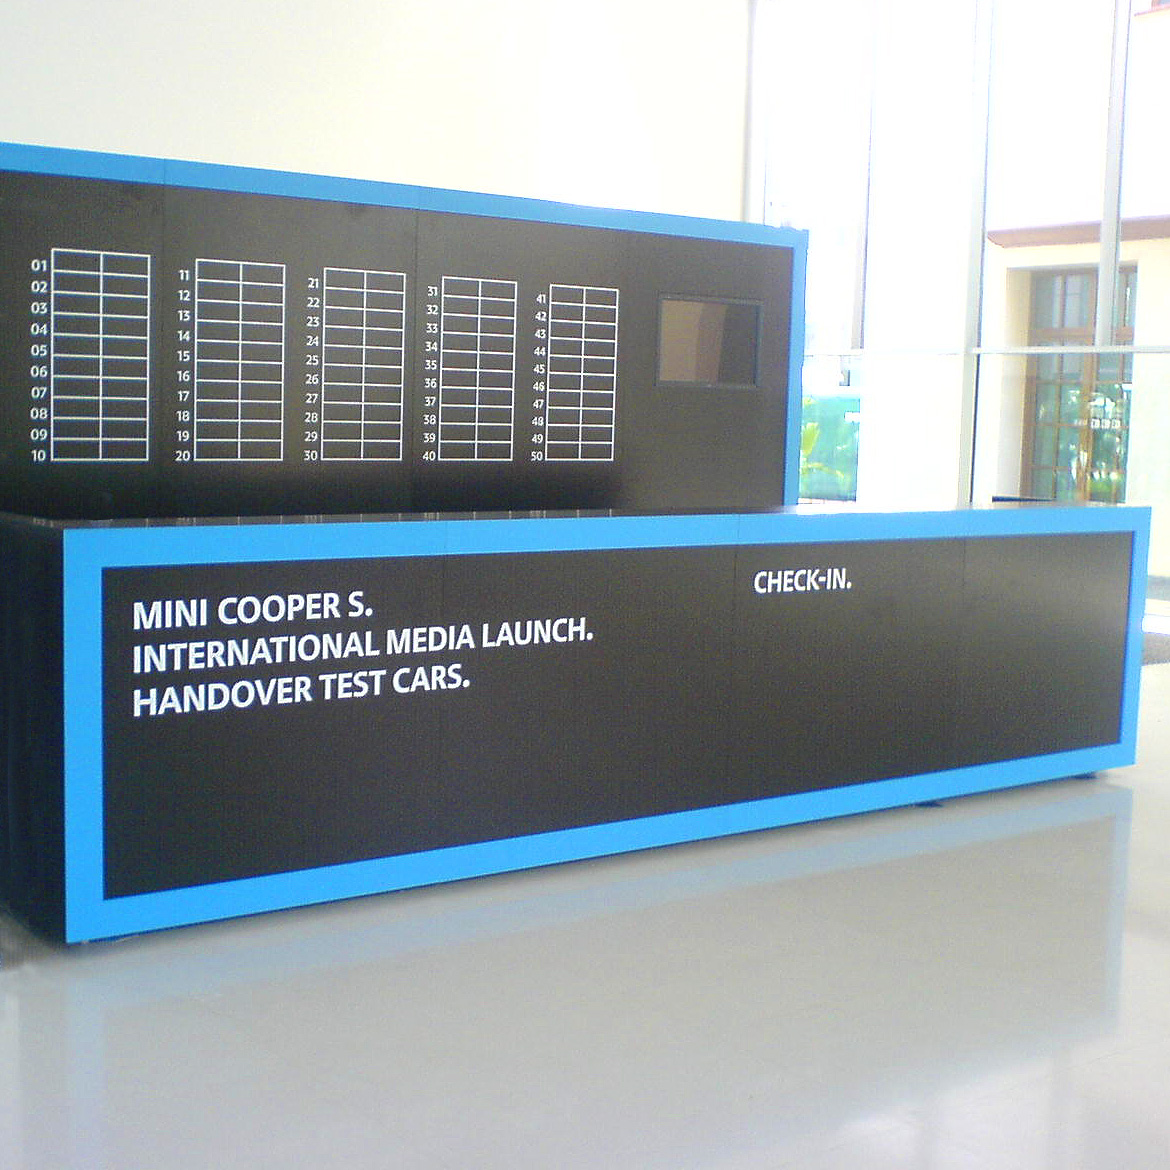 01 11 21 31 41
02 12 22 32 42
03 13 23 33 43
04 14 24 34 44
05 15 25 35 45
06 16 26 36 46
07 17 27 37 47
08 18 28 38 48
09 19 29 39 49
10 20 30 40 50
MINI COOPER S.
INTERNATIONAL MEDIA LAUNCH.
HANDOVER TEST CARS.
CHECK-IN.